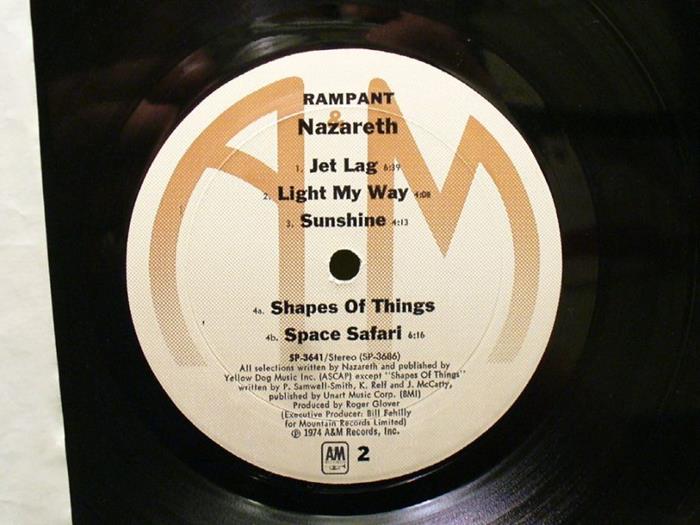 RAMPANT
A&M
Nazareth
1. Jet Lag 6:39
2. Light My Way 4:08
3. Sunshine 4:13
4a. Shapes Of Things
4b. Space Safari 6:16
SP-3641/Stereo (SP-3686)
All selections written by Nazareth and published by
Yellow Dog Music Inc. (ASCAP) except "Shapes Of Things"
written by P. Samwell-Smith, K. Relf and J. McCatty,
published by Unart Music Corp. (BMI)
Produced by Roger Glover
(Executive Producer: Bill Fehilly
for Mountain Records Limited)
℗ 1974 A&M Records, Inc.
AM 2